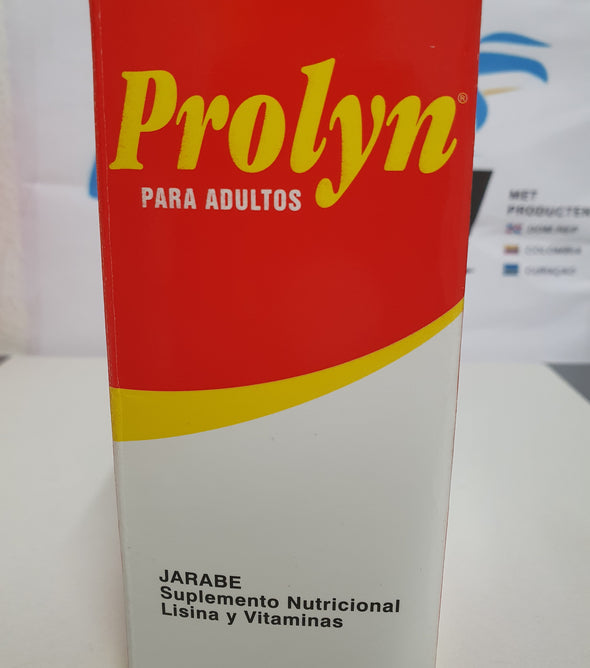 Prolyn®
PARA ADULTOS
JARABE
Suplemento Nutricional
Lisina y Vitaminas
MET
PRODUCTEN
DOM.REP
COLOMBIA
CURAÇAO